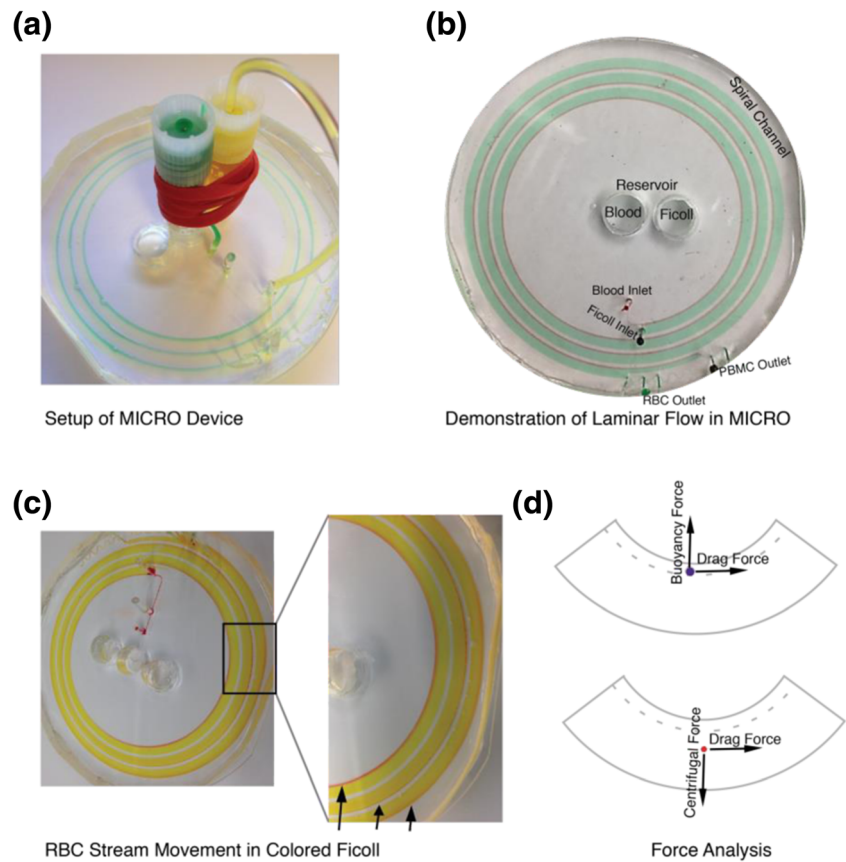 (a)
Setup of MICRO Device
(b)
Spiral Channel
Reservoir
Blood
Ficoll
Blood Inlet
Ficoll Inlet
PBMC Outlet
RBC Outlet
Demonstration of Laminar Flow in MICRO
(c)
RBC Stream Movement in Colored Ficoll
(d)
Buoyancy Force
Drag Force
Centrifugal Force
Drag Force
Force Analysis